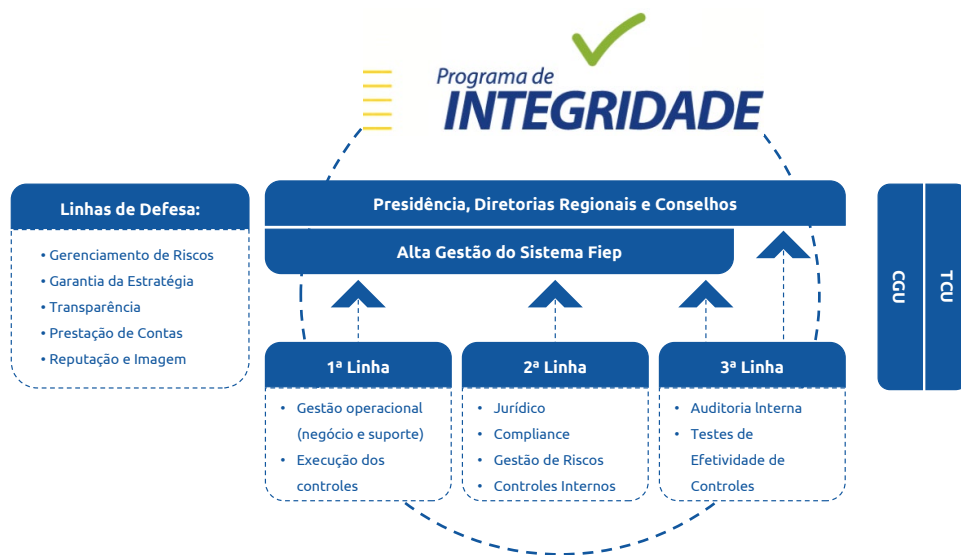 Programa de
INTEGRIDADE
Linhas de Defesa:
• Gerenciamento de Riscos
• Garantia da Estratégia
• Transparência
• Prestação de Contas
• Reputação e Imagem
Presidência, Diretorias Regionais e Conselhos
Alta Gestão do Sistema Fiep
1ª Linha
• Gestão operacional
(negócio e suporte)
• Execução dos
controles
2ª Linha
• Jurídico
• Compliance
• Gestão de Riscos
• Controles Internos
3ª Linha
• Auditoria Interna
• Testes de
Efetividade de
Controles
CGU
TCU